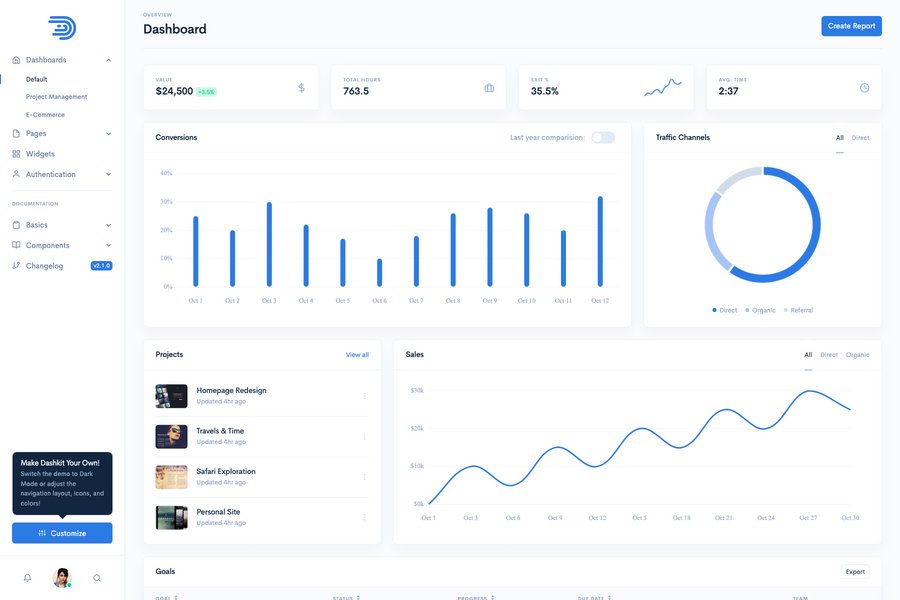 Dashboards
Default
Project Management
E-Commerce
Pages
Widgets
Authentication
DOCUMENTATION
Basics
Components
Changelog
v2.1.0
Make Dashkit Your Own!
Switch the demo to Dark
Mode or adjust the
navigation layout, icons, and
colors!
Customize
OVERVIEW
Dashboard
Create Report
VALUE
$24,500 +3.5%
TOTAL HOURS
763.5
EXIT %
35.5%
AVG. TIME
2:37
Conversions
Last year comparision:
40%
30%
20%
10%
0%
Oct 1 Oct 2 Oct 3 Oct 4 Oct 5 Oct 6 Oct 7 Oct 8 Oct 9 Oct 10 Oct 11 Oct 12
Traffic Channels
All Direct
Direct Organic Referral
Projects
View all
Homepage Redesign
Updated 4hr ago
Travels & Time
Updated 4hr ago
Safari Exploration
Updated 4hr ago
Personal Site
Updated 4hr ago
Sales
All Direct Organic
$30k
$20k
$10k
$0k
Oct 1 Oct 3 Oct 6 Oct 9 Oct 12 Oct 5 Oct 18 Oct 21 Oct 24 Oct 27 Oct 30
Goals
Export
GOAL STATUS PROGRESS DUE DATE TEAM